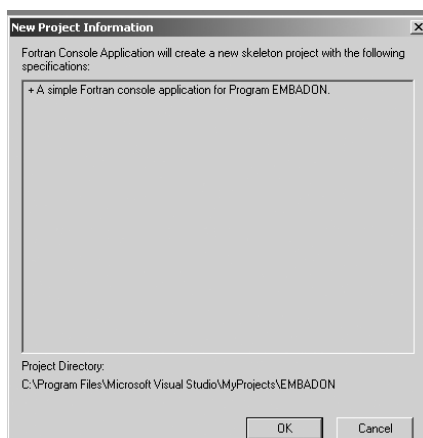 New Project Information
Fortran Console Application will create a new skeleton project with the following
specifications:
+ A simple Fortran console application for Program EMBADON.
Project Directory:
C:\Program Files\Microsoft Visual Studio\MyProjects\EMBADON
OK Cancel